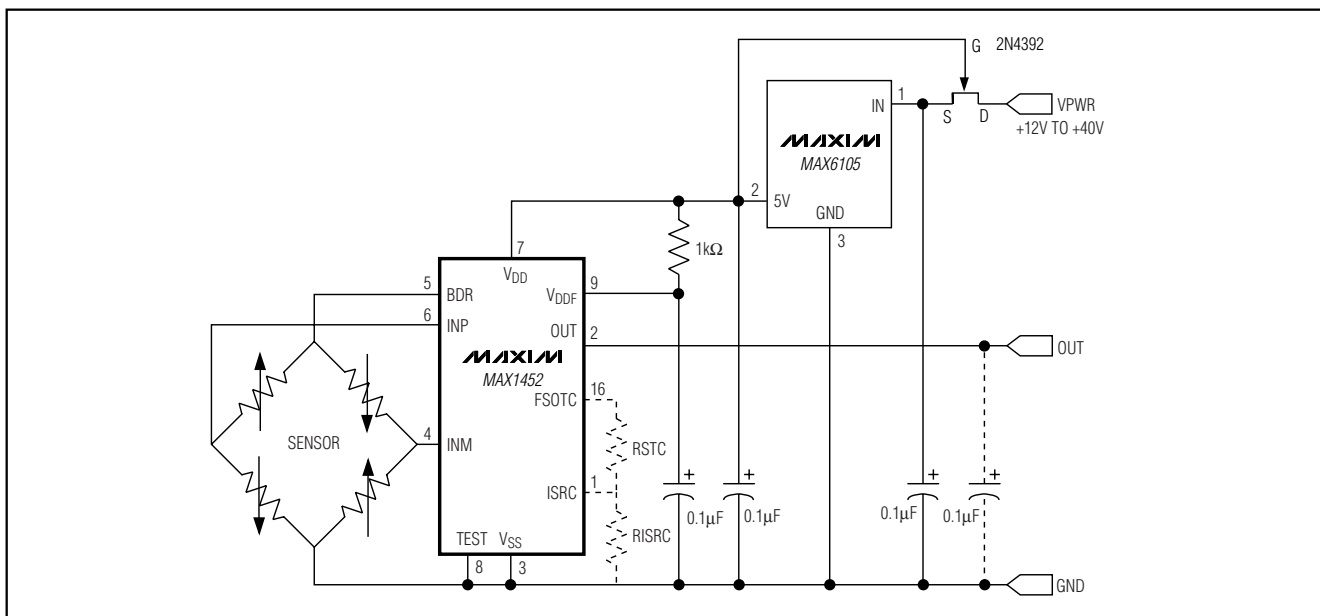 G 2N4392
1
IN
S D
VPWR
+12V TO +40V
MAXIM
MAX6105
2
5V
GND
3
1kΩ
7
VDD
5
BDR
9
VDDF
6
INP
OUT
2
OUT
MAXIM
MAX1452
16
FSOTC
SENSOR
4
INM
RSTC
1
ISRC
+
0.1µF
+
0.1µF
0.1µF
+
0.1µF
+
RISRC
TEST VSS
8 3
GND